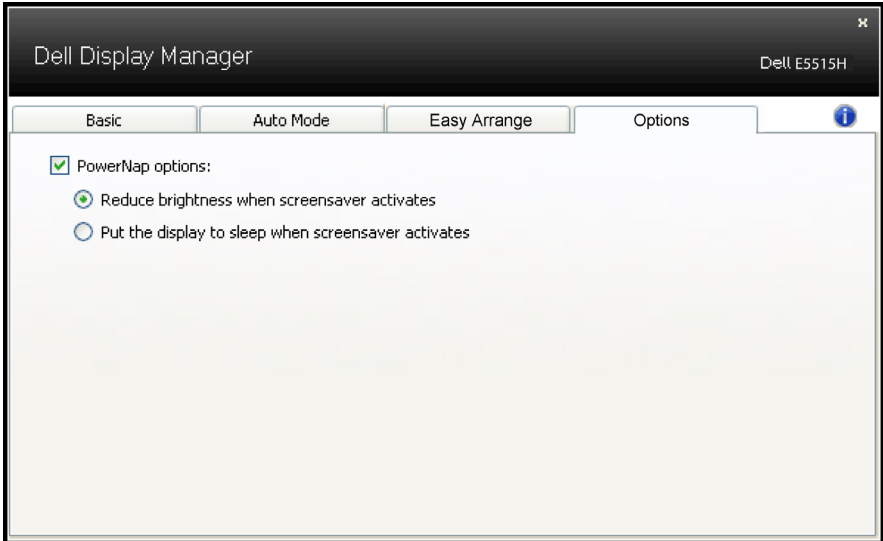 x
Dell Display Manager
Dell E5515H
Basic
Auto Mode
Easy Arrange
Options
i
PowerNap options:
Reduce brightness when screensaver activates
Put the display to sleep when screensaver activates